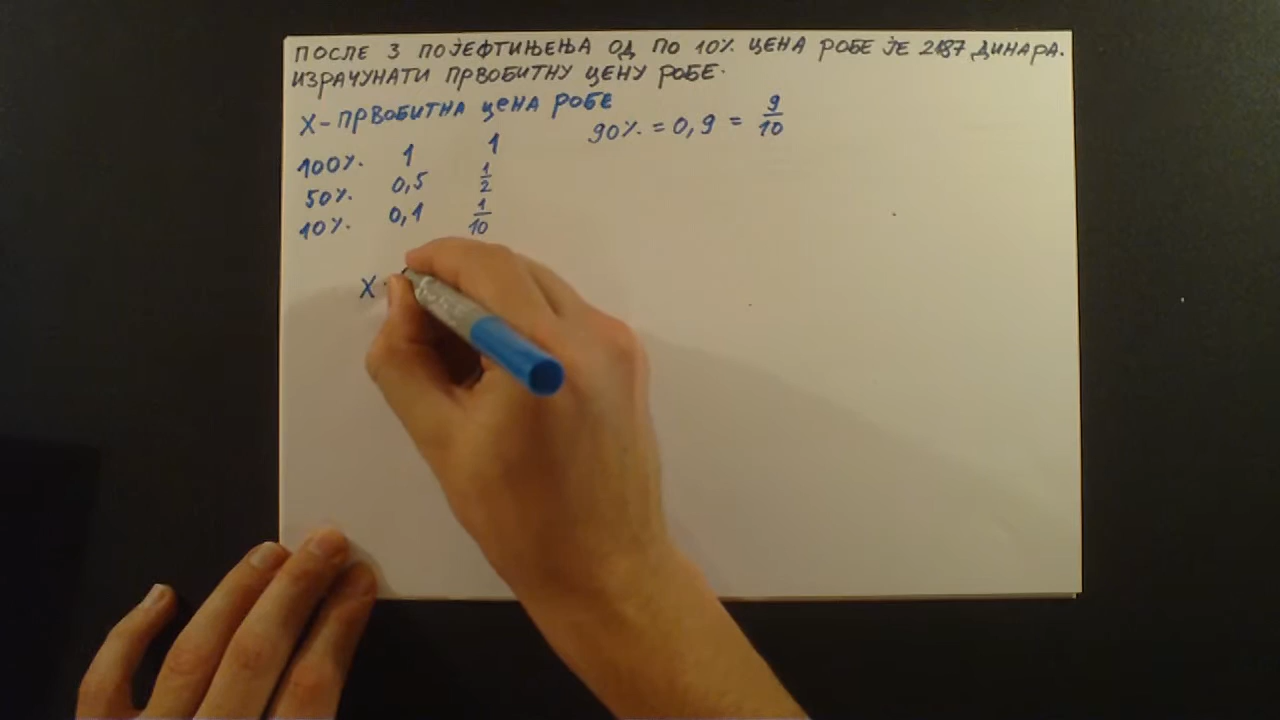 ПОСЛЕ 3 ПОЈЕФТИЊЕЊА ОД ПО 10% ЦЕНА РОБЕ ЈЕ 2187 ДИНАРА.
ИЗРАЧУНАТИ ПРВОБИТНУ ЦЕНУ РОБЕ.
X - ПРВОБИТНА ЦЕНА РОБЕ
90% = 0,9 = 9/10
100% 1 1
50% 0,5 1/2
10% 0,1 1/10
X ·